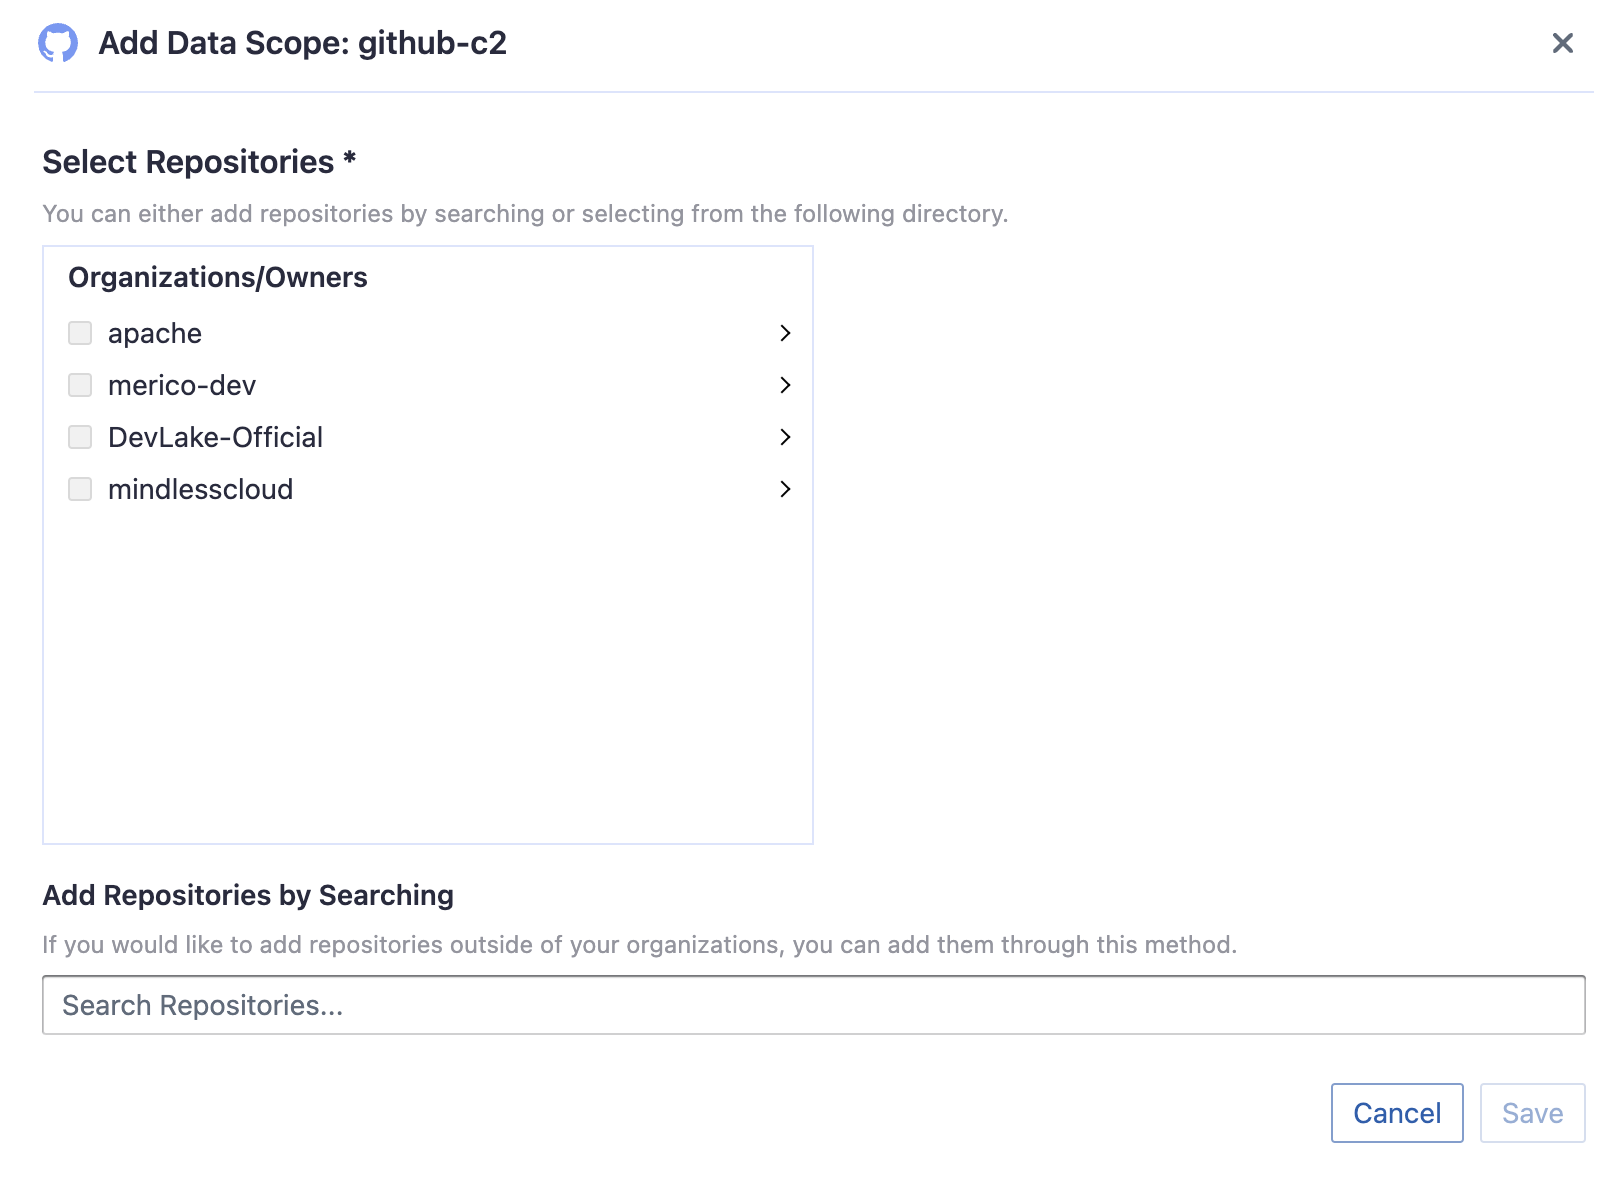 Add Data Scope: github-c2
Select Repositories *
You can either add repositories by searching or selecting from the following directory.
Organizations/Owners
apache
merico-dev
DevLake-Official
mindlesscloud
Add Repositories by Searching
If you would like to add repositories outside of your organizations, you can add them through this method.
Search Repositories...
Cancel Save